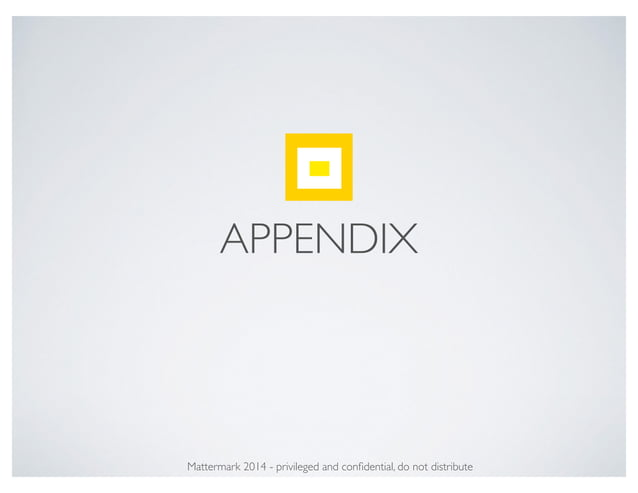 APPENDIX
Mattermark 2014 - privileged and confidential, do not distribute